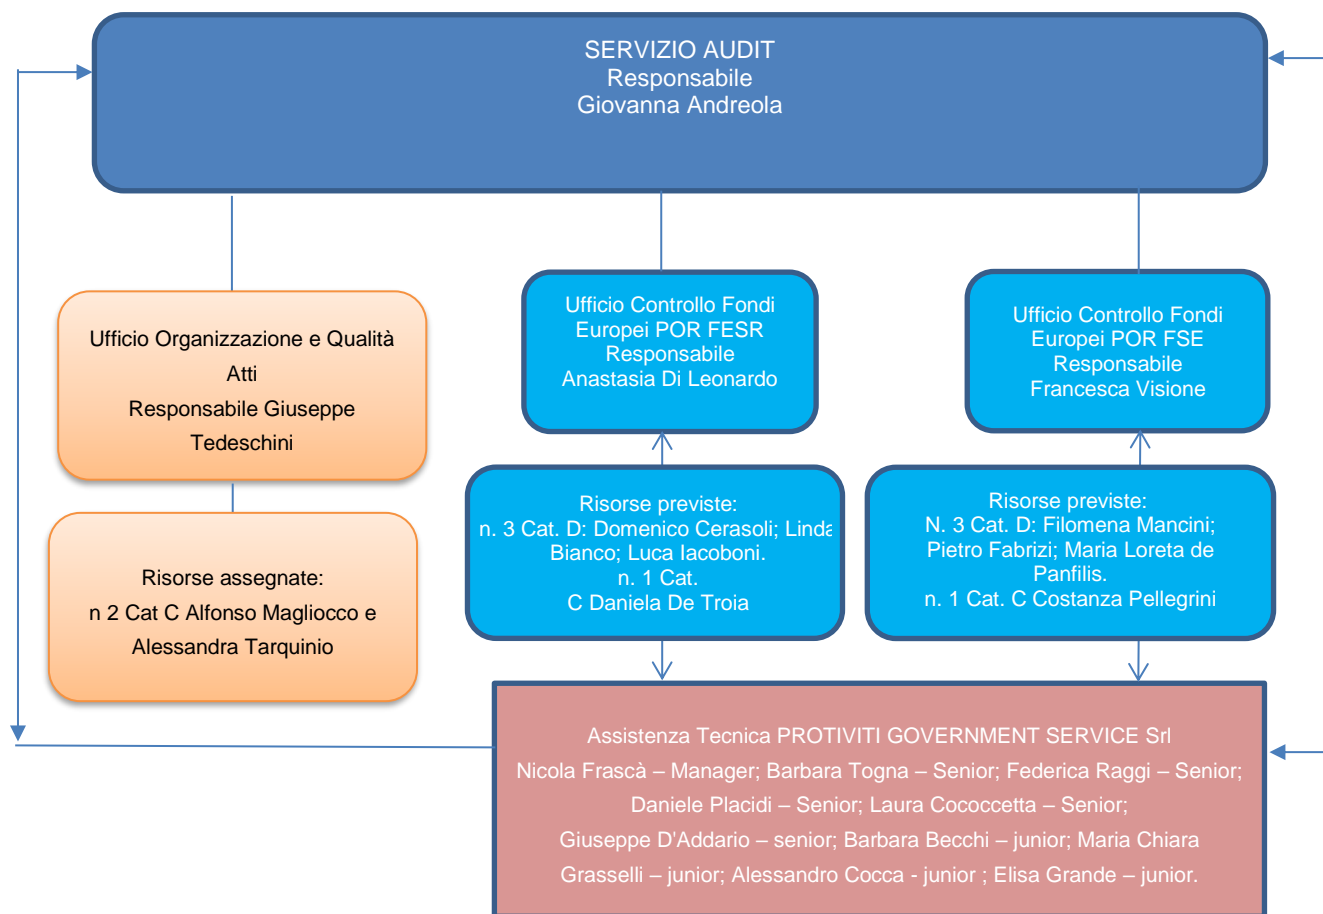 SERVIZIO AUDIT
Responsabile
Giovanna Andreola
Ufficio Organizzazione e Qualità
Atti
Responsabile Giuseppe
Tedeschini
Ufficio Controllo Fondi
Europei POR FESR
Responsabile
Anastasia Di Leonardo
Ufficio Controllo Fondi
Europei POR FSE
Responsabile
Francesca Visione
Risorse assegnate:
n 2 Cat C Alfonso Magliocco e
Alessandra Tarquinio
Risorse previste:
n. 3 Cat. D: Domenico Cerasoli; Linda
Bianco; Luca Iacoboni.
n. 1 Cat.
C Daniela De Troia
Risorse previste:
N. 3 Cat. D: Filomena Mancini;
Pietro Fabrizi; Maria Loreta de
Panfilis.
n. 1 Cat. C Costanza Pellegrini
Assistenza Tecnica PROTIVITI GOVERNMENT SERVICE Srl
Nicola Frascà – Manager; Barbara Togna – Senior; Federica Raggi – Senior;
Daniele Placidi – Senior; Laura Cococcetta – Senior;
Giuseppe D'Addario – senior; Barbara Becchi – junior; Maria Chiara
Grasselli – junior; Alessandro Cocca - junior ; Elisa Grande – junior.